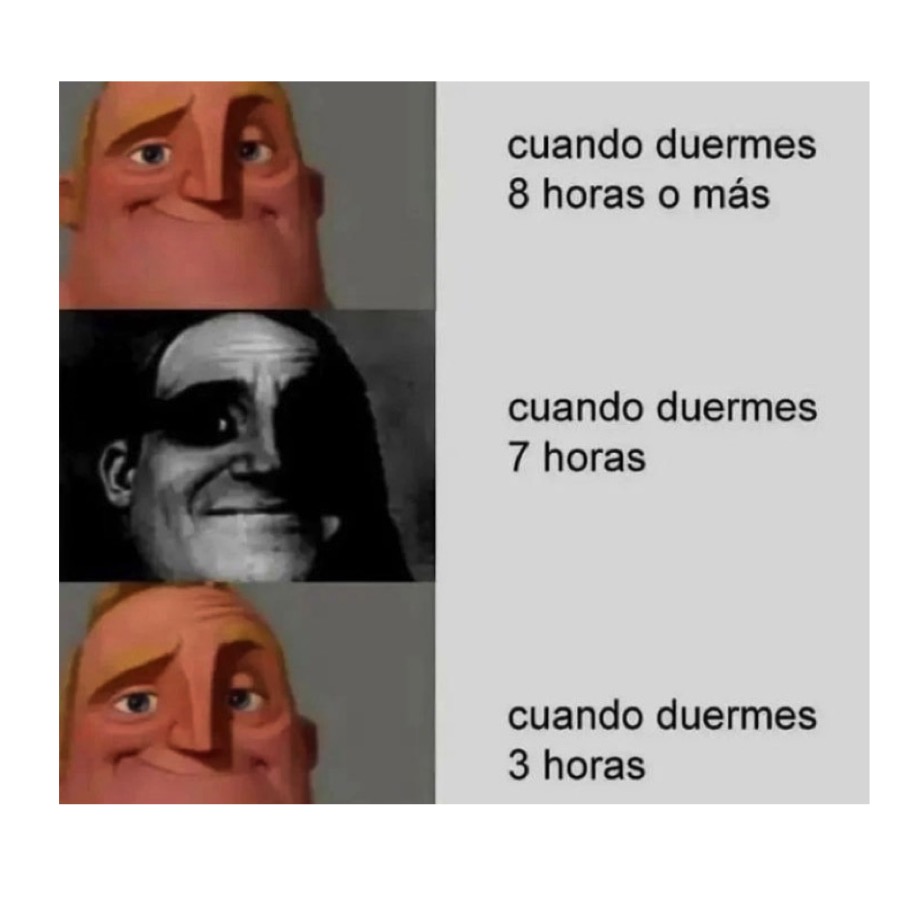 cuando duermes
8 horas o más
cuando duermes
7 horas
cuando duermes
3 horas